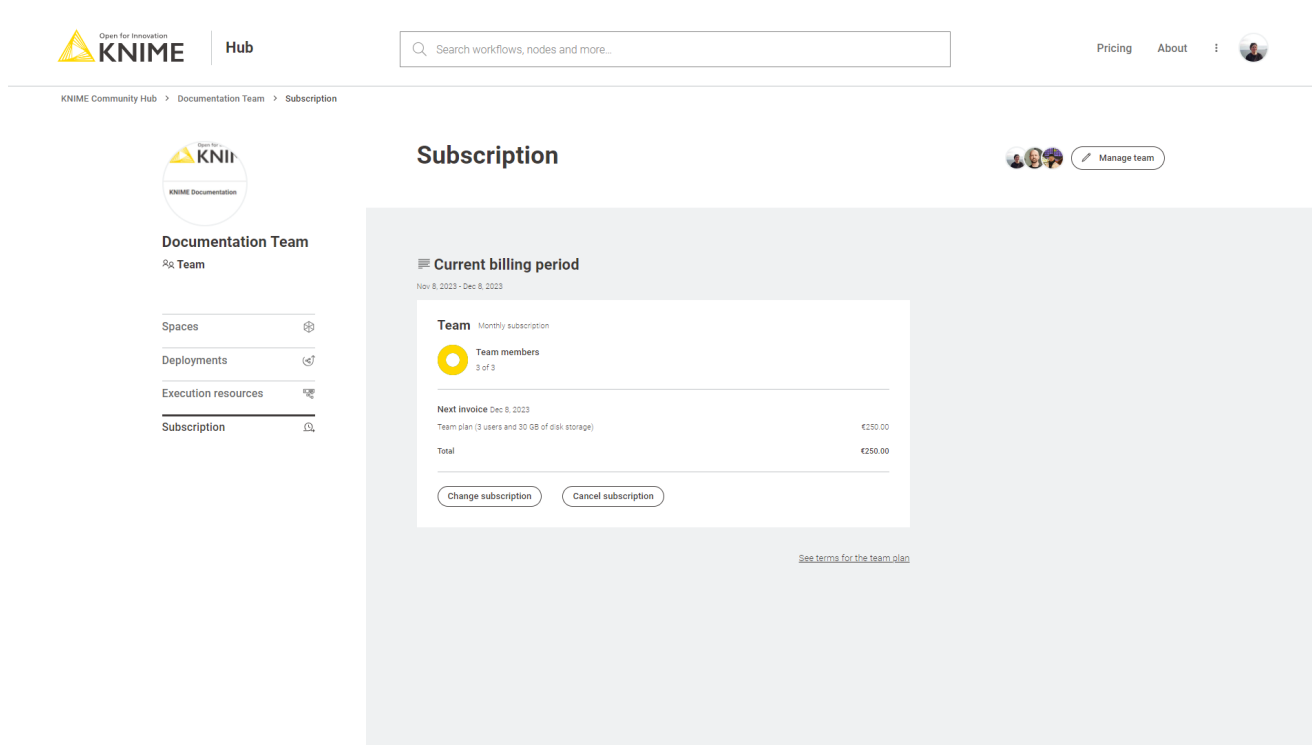 Open for Innovation
KNIME
Hub
Search workflows, nodes and more...
Pricing
About
KNIME Community Hub > Documentation Team > Subscription
KNIME Documentation
Documentation Team
Team
Spaces
Deployments
Execution resources
Subscription
Subscription
Manage team
Current billing period
Nov 8, 2023 - Dec 8, 2023
Team Monthly subscription
Team members
3 of 3
Next invoice Dec 8, 2023
Team plan (3 users and 30 GB of disk storage) €250.00
Total €250.00
Change subscription
Cancel subscription
See terms for the team plan